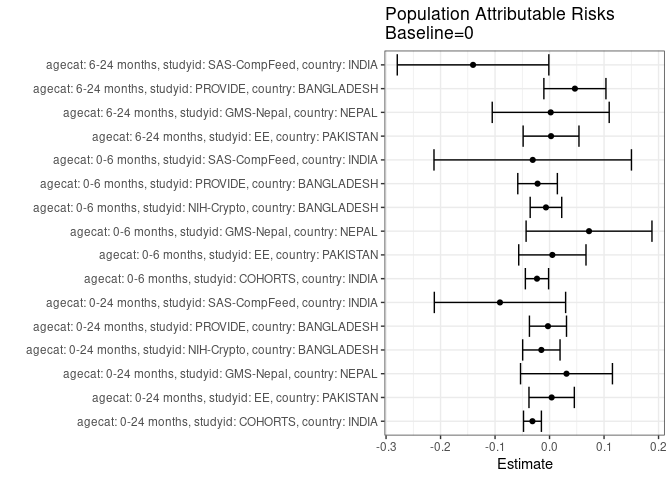 Population Attributable Risks
Baseline=0
agecat: 6-24 months, studyid: SAS-CompFeed, country: INDIA
agecat: 6-24 months, studyid: PROVIDE, country: BANGLADESH
agecat: 6-24 months, studyid: GMS-Nepal, country: NEPAL
agecat: 6-24 months, studyid: EE, country: PAKISTAN
agecat: 0-6 months, studyid: SAS-CompFeed, country: INDIA
agecat: 0-6 months, studyid: PROVIDE, country: BANGLADESH
agecat: 0-6 months, studyid: NIH-Crypto, country: BANGLADESH
agecat: 0-6 months, studyid: GMS-Nepal, country: NEPAL
agecat: 0-6 months, studyid: EE, country: PAKISTAN
agecat: 0-6 months, studyid: COHORTS, country: INDIA
agecat: 0-24 months, studyid: SAS-CompFeed, country: INDIA
agecat: 0-24 months, studyid: PROVIDE, country: BANGLADESH
agecat: 0-24 months, studyid: NIH-Crypto, country: BANGLADESH
agecat: 0-24 months, studyid: GMS-Nepal, country: NEPAL
agecat: 0-24 months, studyid: EE, country: PAKISTAN
agecat: 0-24 months, studyid: COHORTS, country: INDIA
-0.3 -0.2 -0.1 0.0 0.1 0.2
Estimate